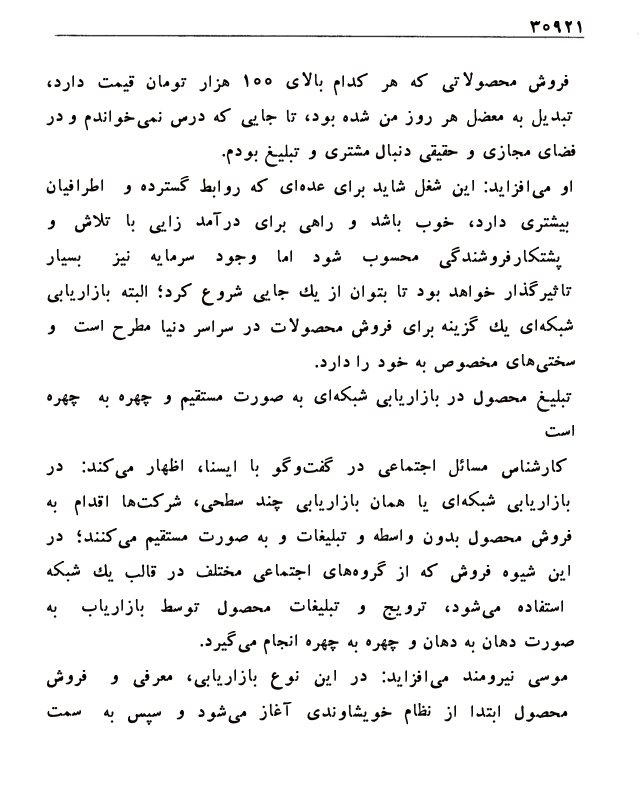 ۳۰۹۲۱
فروش محصولاتی که هر کدام بالای ۱۰۰ هزار تومان قیمت دارد،
تبدیل به معضل هر روز من شده بود، تا جایی که درس نمی‌خواندم و در
فضای مجازی و حقیقی دنبال مشتری و تبلیغ بودم.
او می‌افزاید: این شغل شاید برای عده‌ای که روابط گسترده و اطرافیان
بیشتری دارد، خوب باشد و راهی برای درآمد زایی با تلاش و
پشتکارفروشندگی محسوب شود اما وجود سرمایه نیز بسیار
تاثیرگذار خواهد بود تا بتوان از یك جایی شروع کرد؛ البته بازاریابی
شبکه‌ای یك گزینه برای فروش محصولات در سراسر دنیا مطرح است و
سختی‌های مخصوص به خود را دارد.
تبلیغ محصول در بازاریابی شبکه‌ای به صورت مستقیم و چهره به چهره
است
کارشناس مسائل اجتماعی در گفت‌وگو با ایسنا، اظهار می‌کند: در
بازاریابی شبکه‌ای یا همان بازاریابی چند سطحی، شرکت‌ها اقدام به
فروش محصول بدون واسطه و تبلیغات و به صورت مستقیم می‌کنند؛ در
این شیوه فروش که از گروه‌های اجتماعی مختلف در قالب یك شبکه
استفاده می‌شود، ترویج و تبلیغات محصول توسط بازاریاب به
صورت دهان به دهان و چهره به چهره انجام می‌گیرد.
موسی نیرومند می‌افزاید: در این نوع بازاریابی، معرفی و فروش
محصول ابتدا از نظام خویشاوندی آغاز می‌شود و سپس به سمت